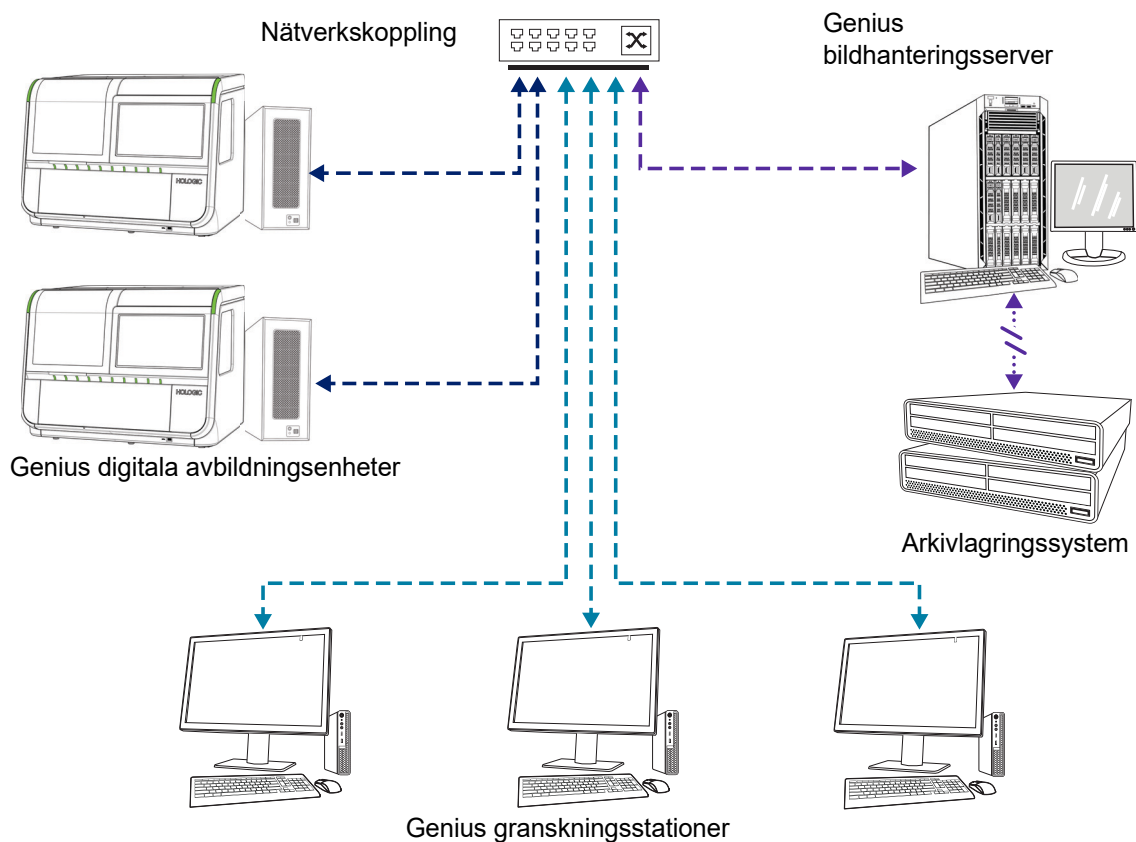 Nätverkskoppling
Genius
bildhanteringsserver
HOLOGIC
HOLOGIC
Genius digitala avbildningsenheter
Arkivlagringssystem
Genius granskningsstationer